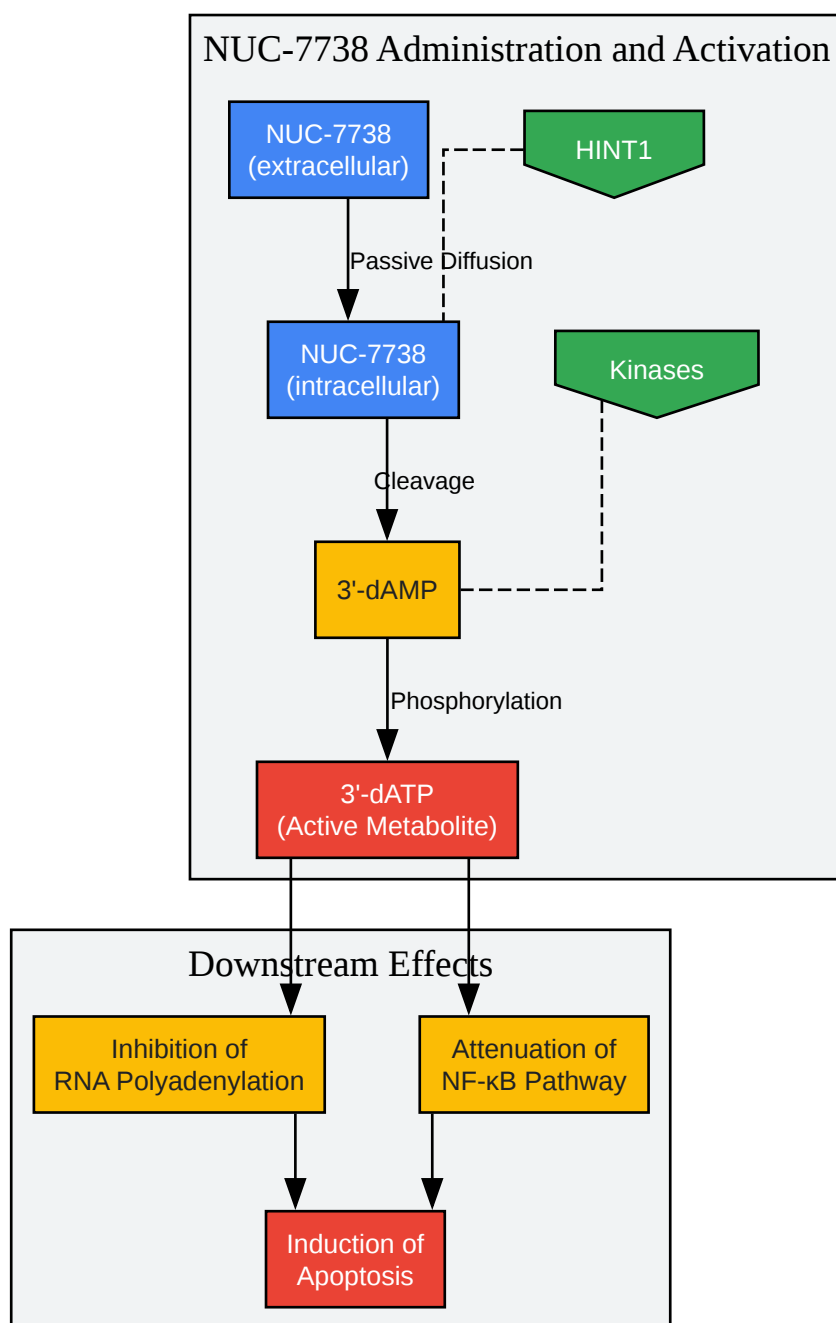 NUC-7738 Administration and Activation
NUC-7738
(extracellular)
HINT1
Passive Diffusion
NUC-7738
(intracellular)
Kinases
Cleavage
3'-dAMP
Phosphorylation
3'-dATP
(Active Metabolite)
Downstream Effects
Inhibition of
RNA Polyadenylation
Attenuation of
NF-κB Pathway
Induction of
Apoptosis